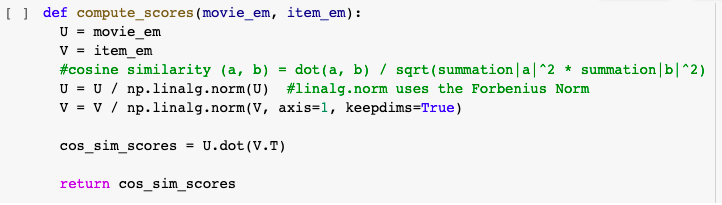 [ ] def compute_scores(movie_em, item_em):
U = movie_em
V = item_em
#cosine similarity (a, b) = dot(a, b) / sqrt(summation|a|^2 * summation|b|^2)
U = U / np.linalg.norm(U)  #linalg.norm uses the Forbenius Norm
V = V / np.linalg.norm(V, axis=1, keepdims=True)
cos_sim_scores = U.dot(V.T)
return cos_sim_scores